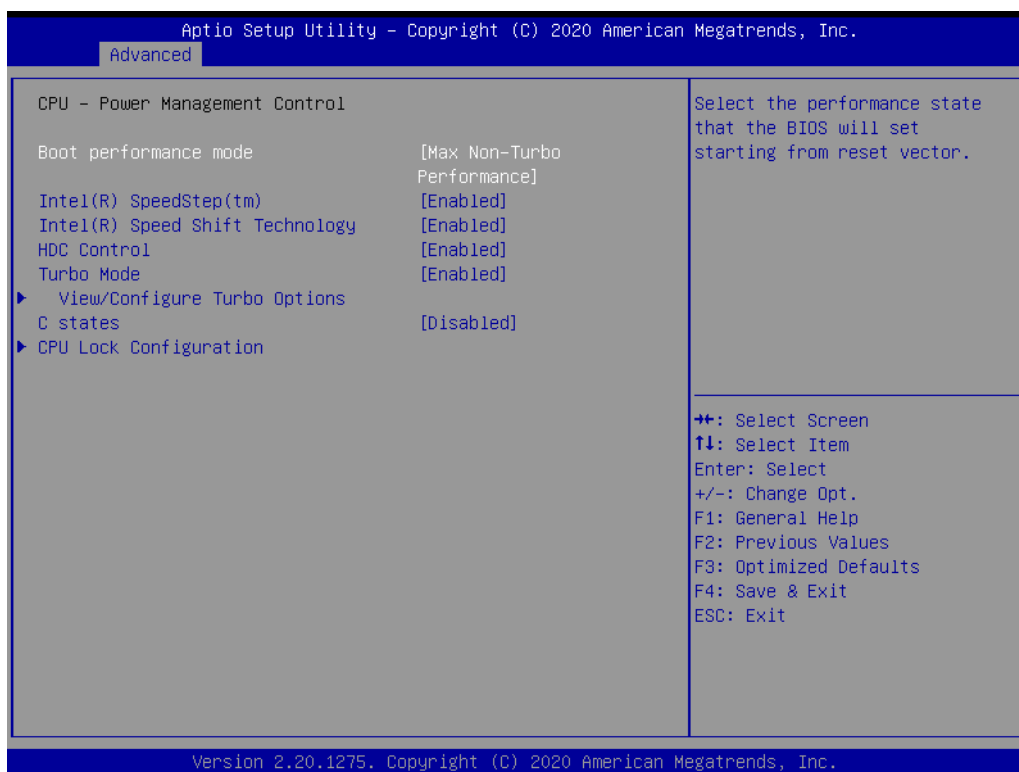 Aptio Setup Utility – Copyright (C) 2020 American Megatrends, Inc.
Advanced
CPU – Power Management Control
Boot performance mode [Max Non-Turbo
Performance]
Intel(R) SpeedStep(tm) [Enabled]
Intel(R) Speed Shift Technology [Enabled]
HDC Control [Enabled]
Turbo Mode [Enabled]
View/Configure Turbo Options
C states [Disabled]
CPU Lock Configuration
Select the performance state
that the BIOS will set
starting from reset vector.
→←: Select Screen
↑↓: Select Item
Enter: Select
+/-: Change Opt.
F1: General Help
F2: Previous Values
F3: Optimized Defaults
F4: Save & Exit
ESC: Exit
Version 2.20.1275. Copyright (C) 2020 American Megatrends, Inc.